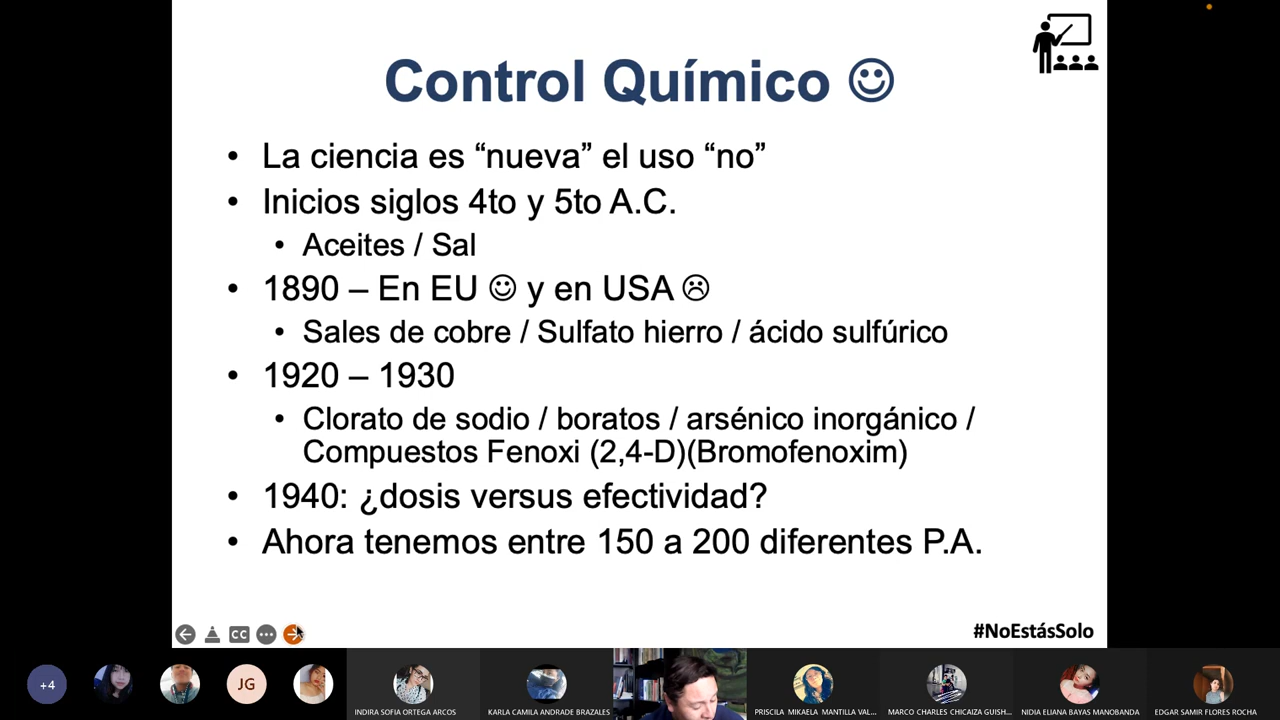 Control Químico ☺
• La ciencia es “nueva” el uso “no”
• Inicios siglos 4to y 5to A.C.
• Aceites / Sal
• 1890 – En EU ☺ y en USA ☹
• Sales de cobre / Sulfato hierro / ácido sulfúrico
• 1920 – 1930
• Clorato de sodio / boratos / arsénico inorgánico /
Compuestos Fenoxi (2,4-D)(Bromofenoxim)
• 1940: ¿dosis versus efectividad?
• Ahora tenemos entre 150 a 200 diferentes P.A.
CC
#NoEstásSolo
+4
JG
INDIRA SOFIA ORTEGA ARCOS
KARLA CAMILA ANDRADE BRAZALES
PRISCILA MIKAELA MANTILLA VAL...
MARCO CHARLES CHICAIZA GUISH...
NIDIA ELIANA BAYAS MANOBANDA
EDGAR SAMIR FLORES ROCHA